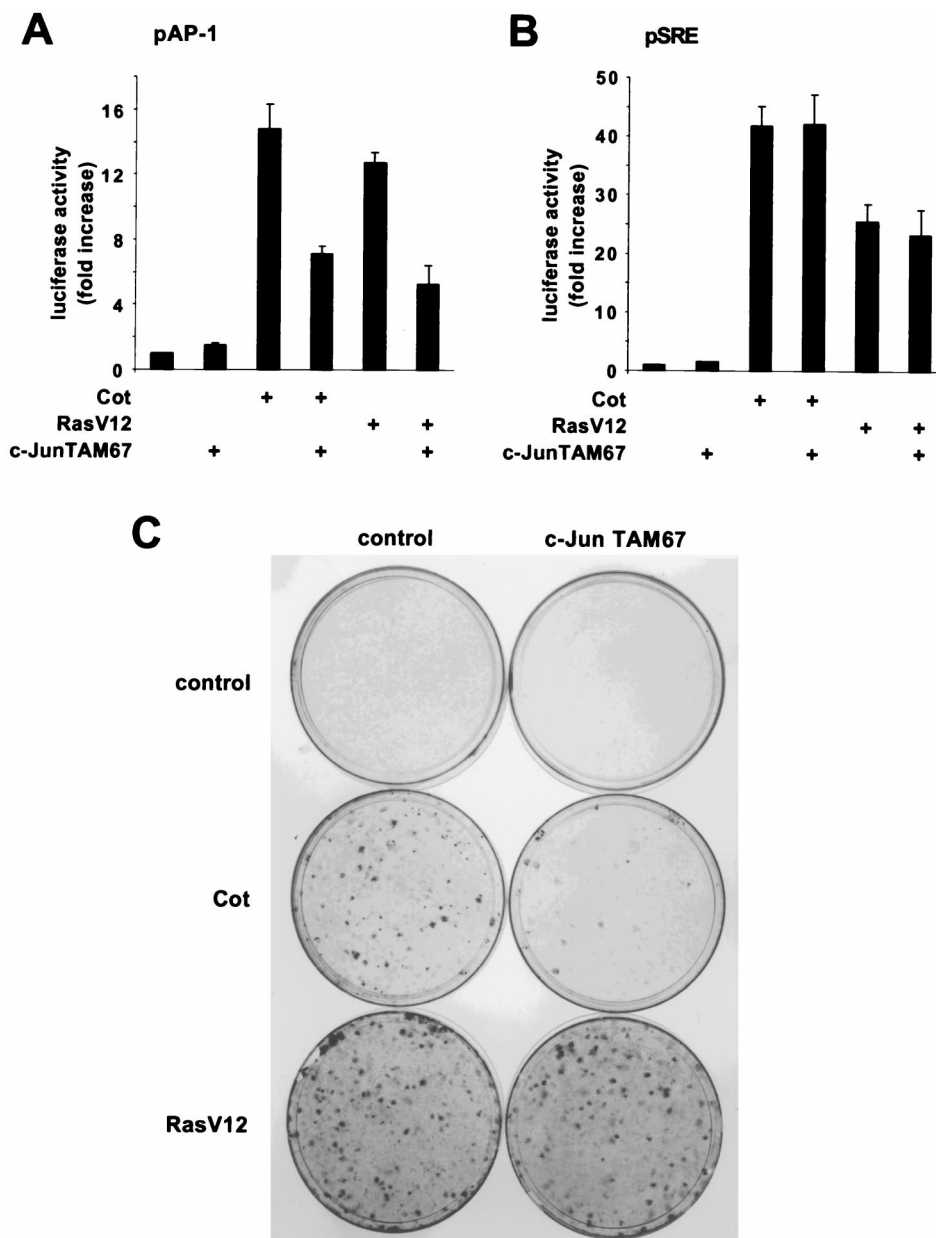 A
pAP-1
luciferase activity
(fold increase)
16
12
8
4
0
Cot + +
RasV12 + +
c-JunTAM67 + + +
B
pSRE
luciferase activity
(fold increase)
50
40
30
20
10
0
Cot + +
RasV12 + +
c-JunTAM67 + + +
C
control c-Jun TAM67
control
Cot
RasV12